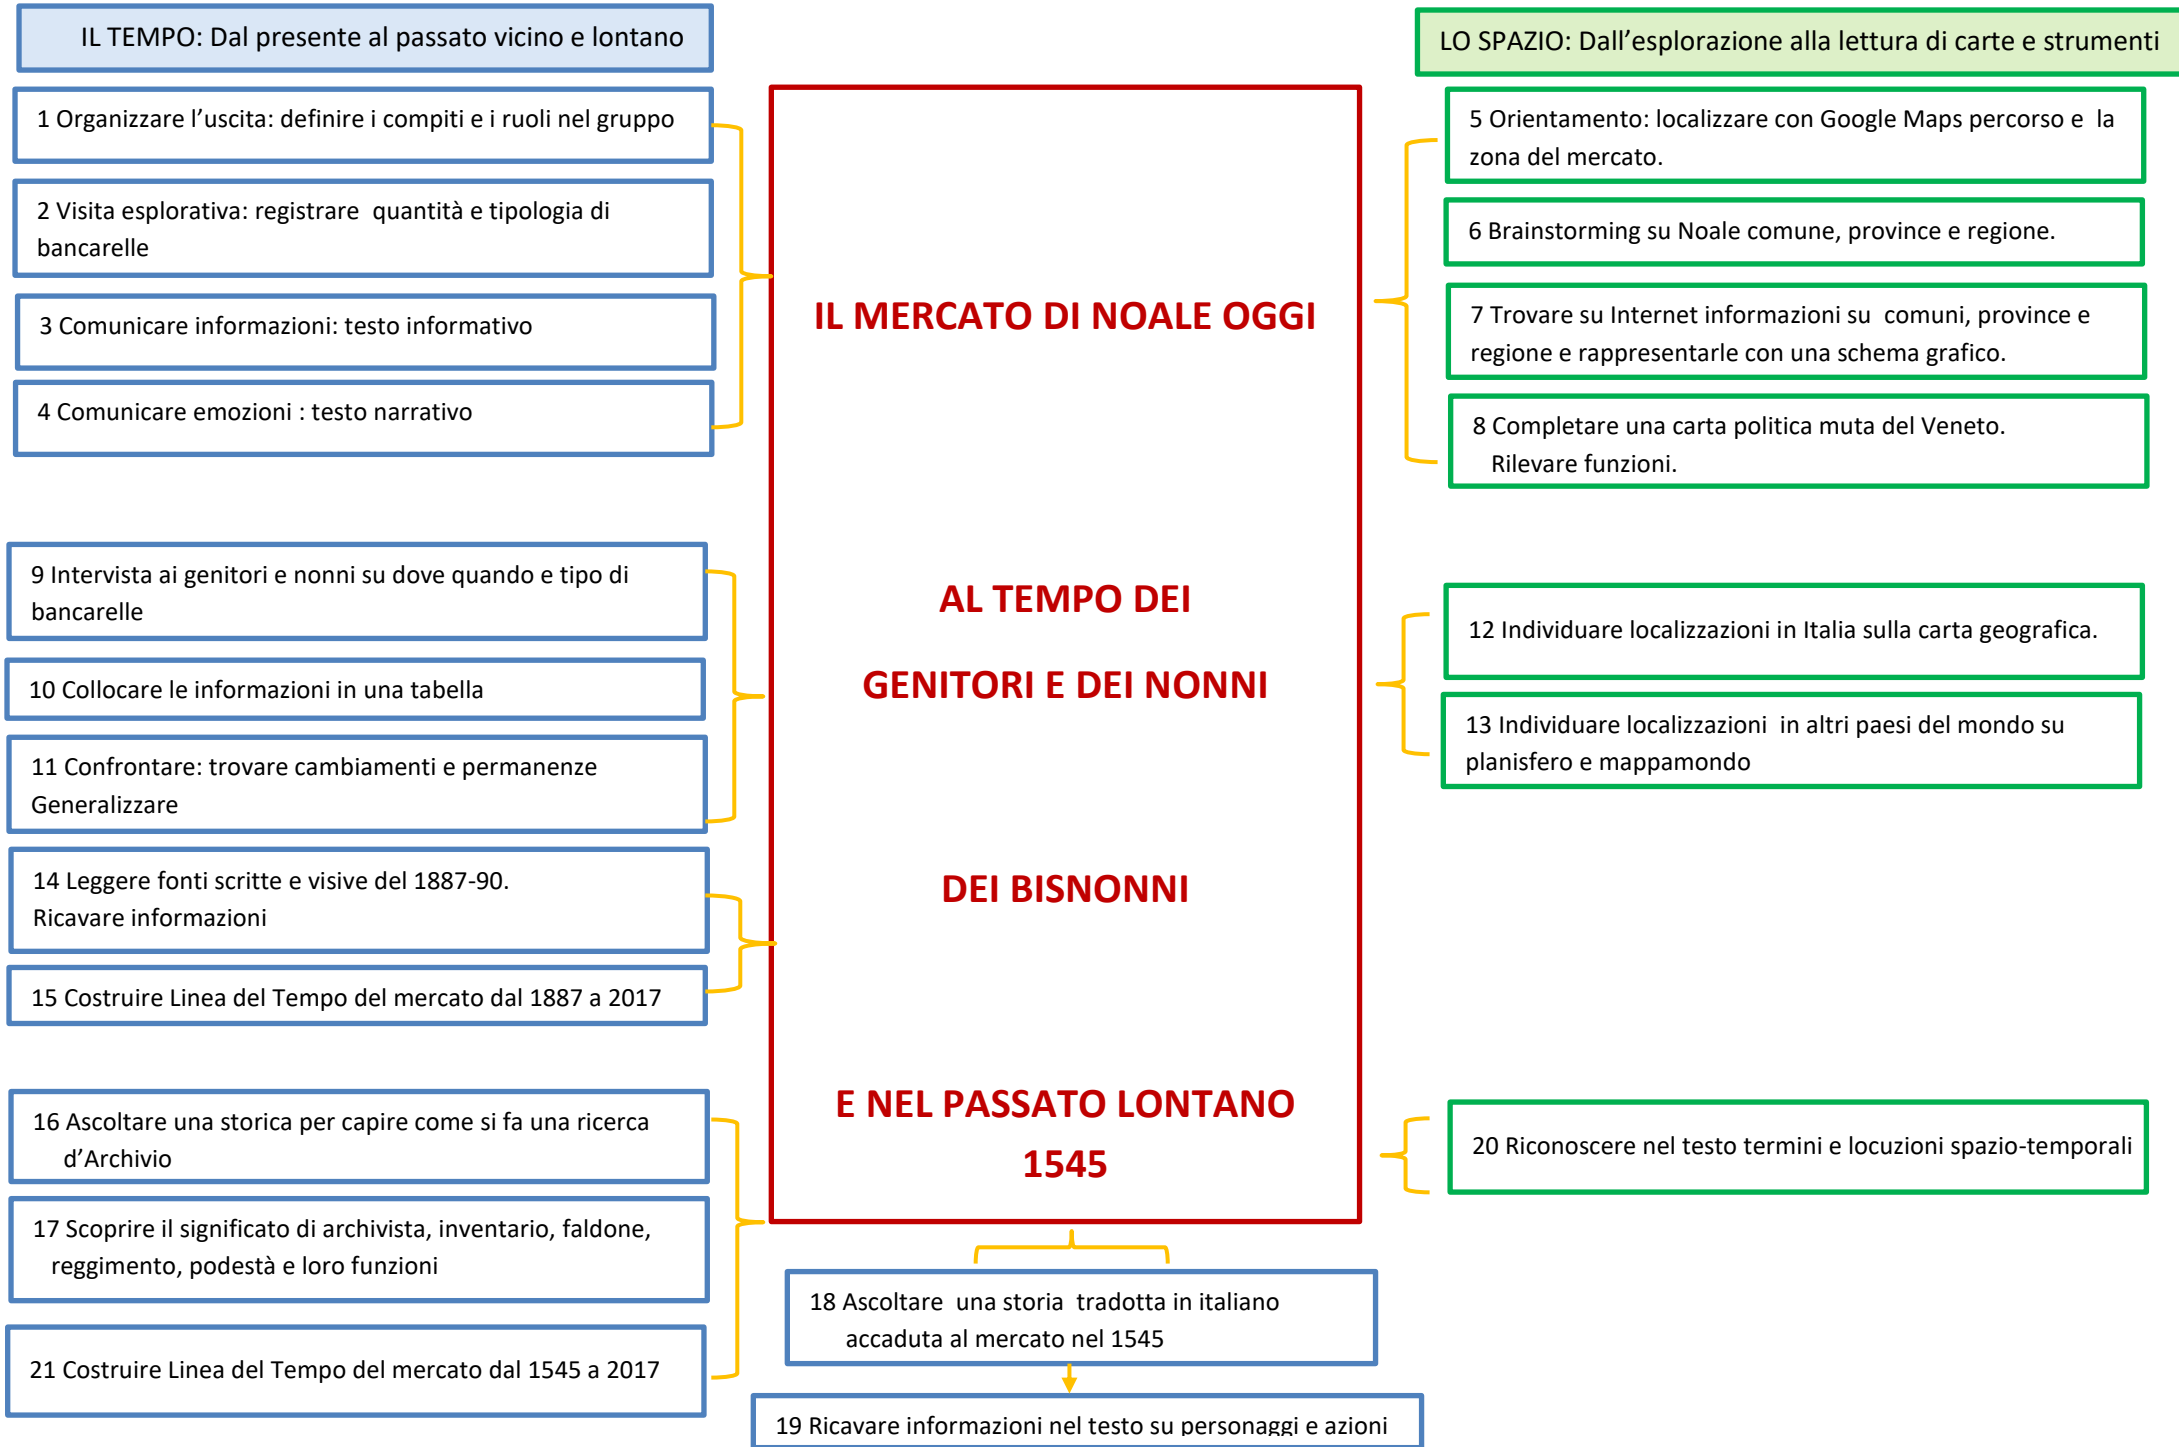 IL TEMPO: Dal presente al passato vicino e lontano
LO SPAZIO: Dall'esplorazione alla lettura di carte e strumenti
1 Organizzare l'uscita: definire i compiti e i ruoli nel gruppo
2 Visita esplorativa: registrare quantità e tipologia di
bancarelle
3 Comunicare informazioni: testo informativo
4 Comunicare emozioni : testo narrativo
IL MERCATO DI NOALE OGGI
5 Orientamento: localizzare con Google Maps percorso e la
zona del mercato.
6 Brainstorming su Noale comune, province e regione.
7 Trovare su Internet informazioni su comuni, province e
regione e rappresentarle con una schema grafico.
8 Completare una carta politica muta del Veneto.
Rilevare funzioni.
9 Intervista ai genitori e nonni su dove quando e tipo di
bancarelle
10 Collocare le informazioni in una tabella
11 Confrontare: trovare cambiamenti e permanenze
Generalizzare
AL TEMPO DEI
GENITORI E DEI NONNI
12 Individuare localizzazioni in Italia sulla carta geografica.
13 Individuare localizzazioni in altri paesi del mondo su
planisfero e mappamondo
14 Leggere fonti scritte e visive del 1887-90.
Ricavare informazioni
15 Costruire Linea del Tempo del mercato dal 1887 a 2017
DEI BISNONNI
16 Ascoltare una storica per capire come si fa una ricerca
d'Archivio
17 Scoprire il significato di archivista, inventario, faldone,
reggimento, podestà e loro funzioni
21 Costruire Linea del Tempo del mercato dal 1545 a 2017
E NEL PASSATO LONTANO
1545
18 Ascoltare una storia tradotta in italiano
accaduta al mercato nel 1545
19 Ricavare informazioni nel testo su personaggi e azioni
20 Riconoscere nel testo termini e locuzioni spazio-temporali